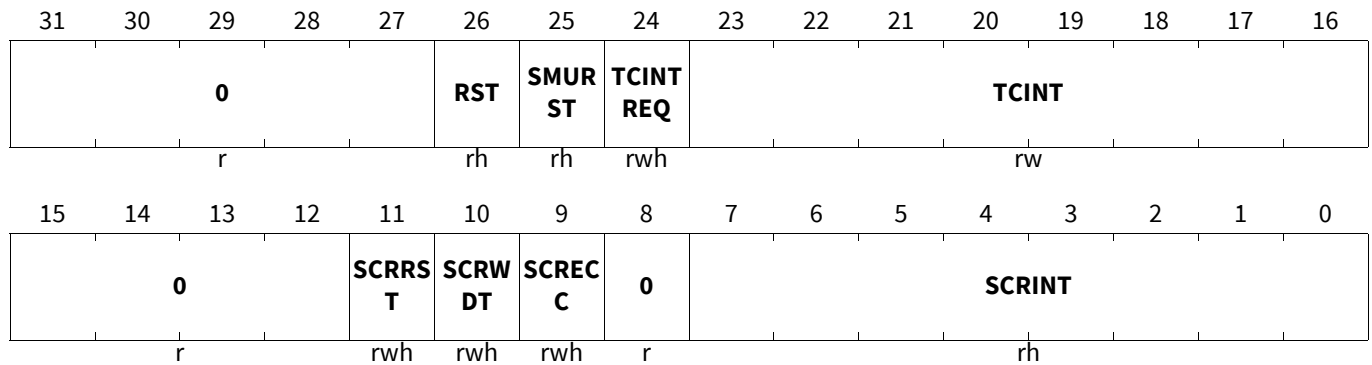 31 30 29 28 27 26 25 24 23 22 21 20 19 18 17 16
0 RST SMUR ST TCINT REQ TCINT
r rh rh rwh rw
15 14 13 12 11 10 9 8 7 6 5 4 3 2 1 0
0 SCRRS T SCRW DT SCREC C 0 SCRINT
r rwh rwh rwh r rh